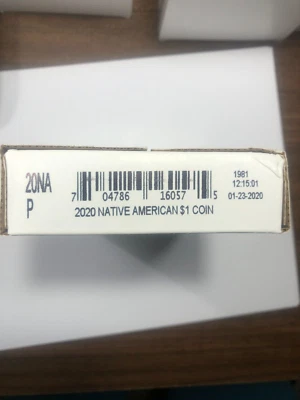 20NA
P
7 04786 16057 5
2020 NATIVE AMERICAN $1 COIN
1981
12:15:01
01-23-2020